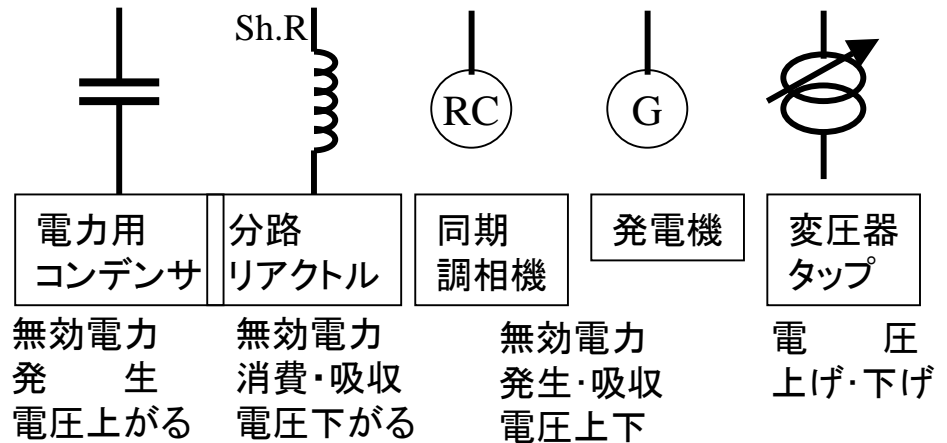 Sh.R
RC
G
電力用
コンデンサ
分路
リアクトル
同期
調相機
発電機
変圧器
タップ
無効電力
発　生
電圧上がる
無効電力
消費・吸収
電圧下がる
無効電力
発生・吸収
電圧上下
電　圧
上げ・下げ